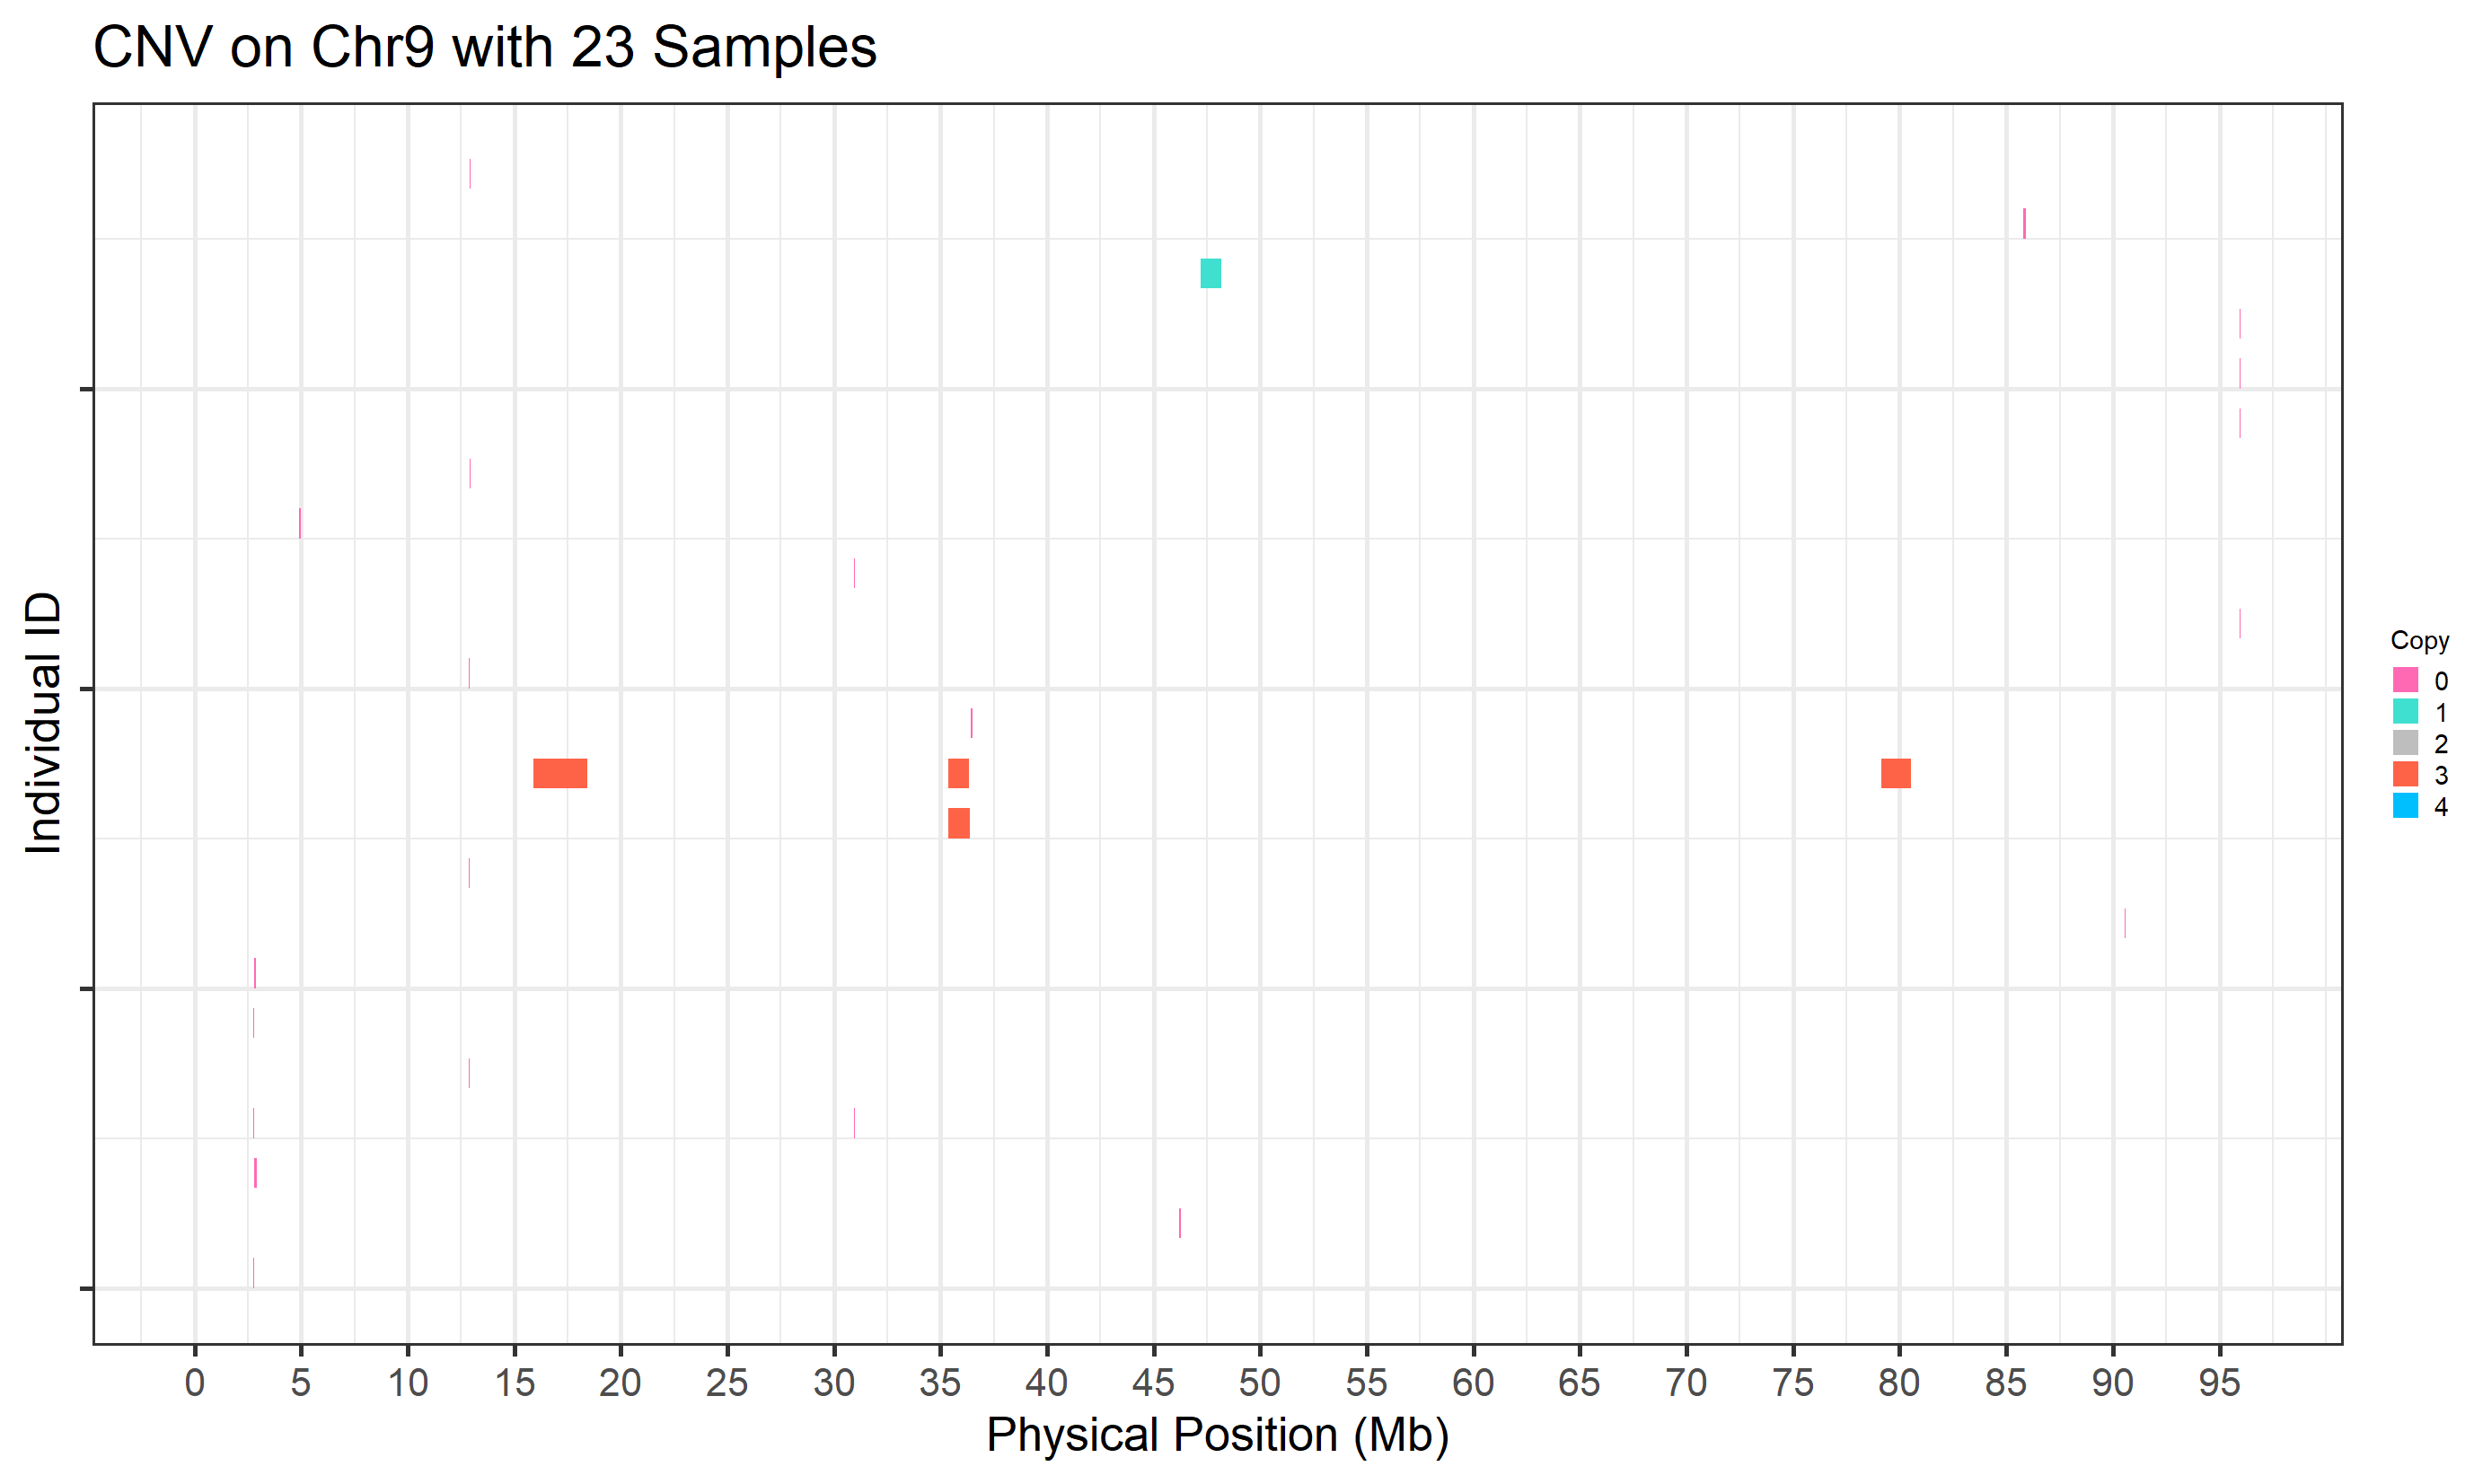 CNV on Chr9 with 23 Samples
Individual ID
Copy
0
1
2
3
4
0 5 10 15 20 25 30 35 40 45 50 55 60 65 70 75 80 85 90 95
Physical Position (Mb)